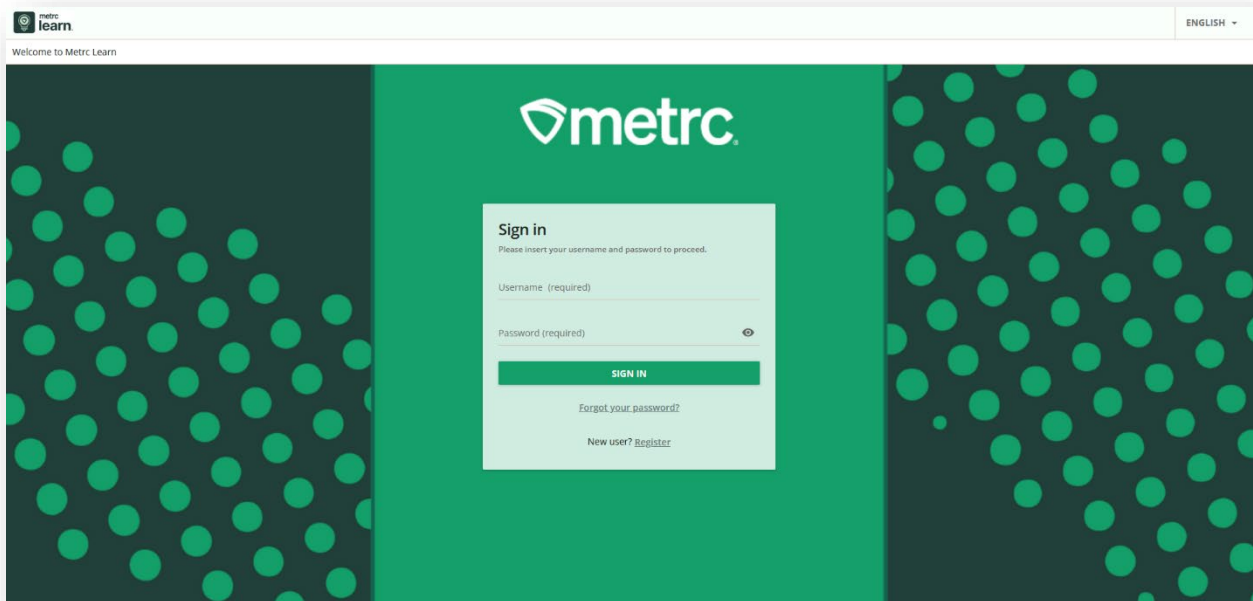 metrc
learn.
ENGLISH
Welcome to Metrc Learn
metrc®
Sign in
Please insert your username and password to proceed.
Username (required)
Password (required)
SIGN IN
Forgot your password?
New user? Register